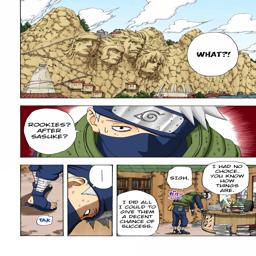 WHAT?!
ROOKIES?
AFTER
SASUKE?
TAK
SIGH.
I DID ALL
I COULD TO
GIVE THEM
A DECENT
CHANCE OF
SUCCESS.
I HAD NO
CHOICE.
YOU KNOW
HOW
THINGS
ARE.